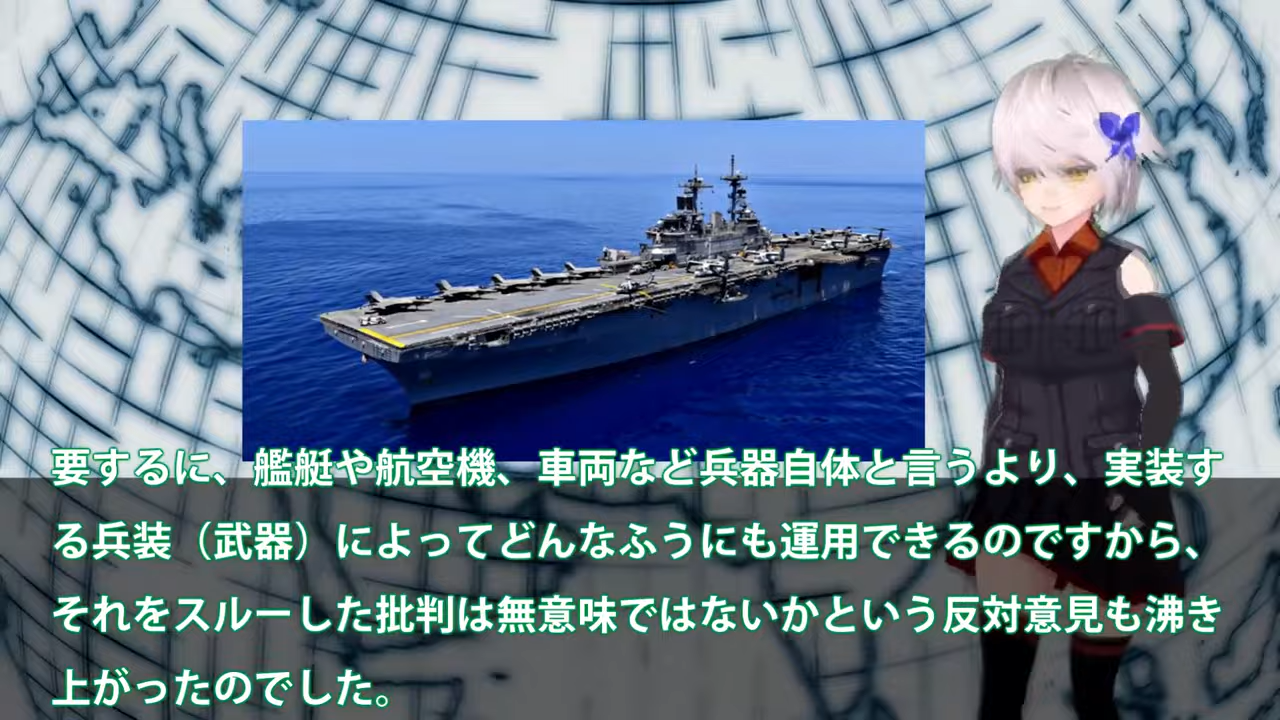 要するに、艦艇や航空機、車両など兵器自体と言うより、実装す
る兵装（武器）によってどんなふうにも運用できるのですから、
それをスルーした批判は無意味ではないかという反対意見も沸き
上がったのでした。